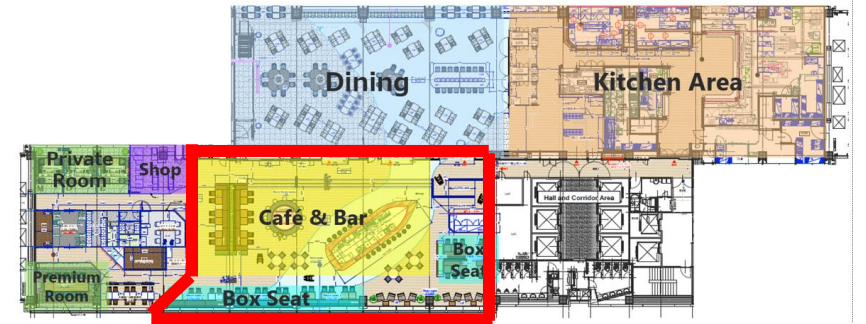 Dining
Kitchen Area
Private
Room
Shop
Café & Bar
Hall and Corridor Area
Box
Seat
Premium
Room
Box Seat